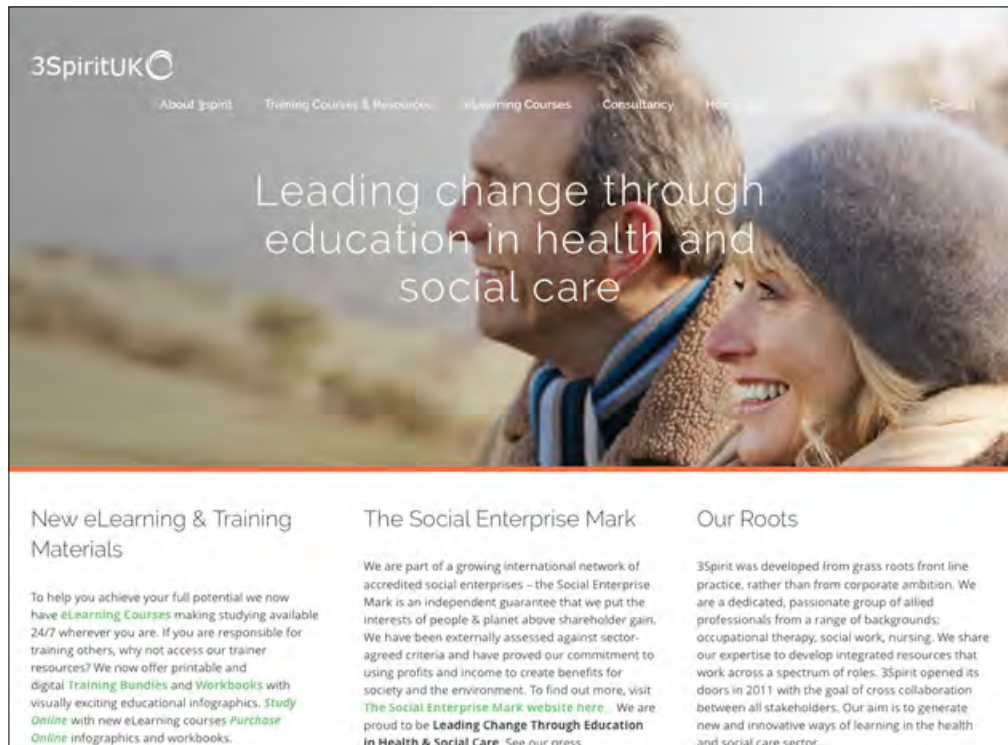 3SpiritUK
About 3spirit Training Courses & Resources eLearning Courses Consultancy Contact
Leading change through
education in health and
social care
New eLearning & Training
Materials
To help you achieve your full potential we now
have eLearning Courses making studying available
24/7 wherever you are. If you are responsible for
training others, why not access our trainer
resources? We now offer printable and
digital Training Bundles and Workbooks with
visually exciting educational infographics. Study
Online with new eLearning courses Purchase
Online infographics and workbooks.
The Social Enterprise Mark
We are part of a growing international network of
accredited social enterprises – the Social Enterprise
Mark is an independent guarantee that we put the
interests of people & planet above shareholder gain.
We have been externally assessed against sector-
agreed criteria and have proved our commitment to
using profits and income to create benefits for
society and the environment. To find out more, visit
The Social Enterprise Mark website here. We are
proud to be Leading Change Through Education
in Health & Social Care. See our press
Our Roots
3Spirit was developed from grass roots front line
practice, rather than from corporate ambition. We
are a dedicated, passionate group of allied
professionals from a range of backgrounds:
occupational therapy, social work, nursing. We share
our expertise to develop integrated resources that
work across a spectrum of roles. 3Spirit opened its
doors in 2011 with the goal of cross collaboration
between all stakeholders. Our aim is to generate
new and innovative ways of learning in the health
and social care sector.